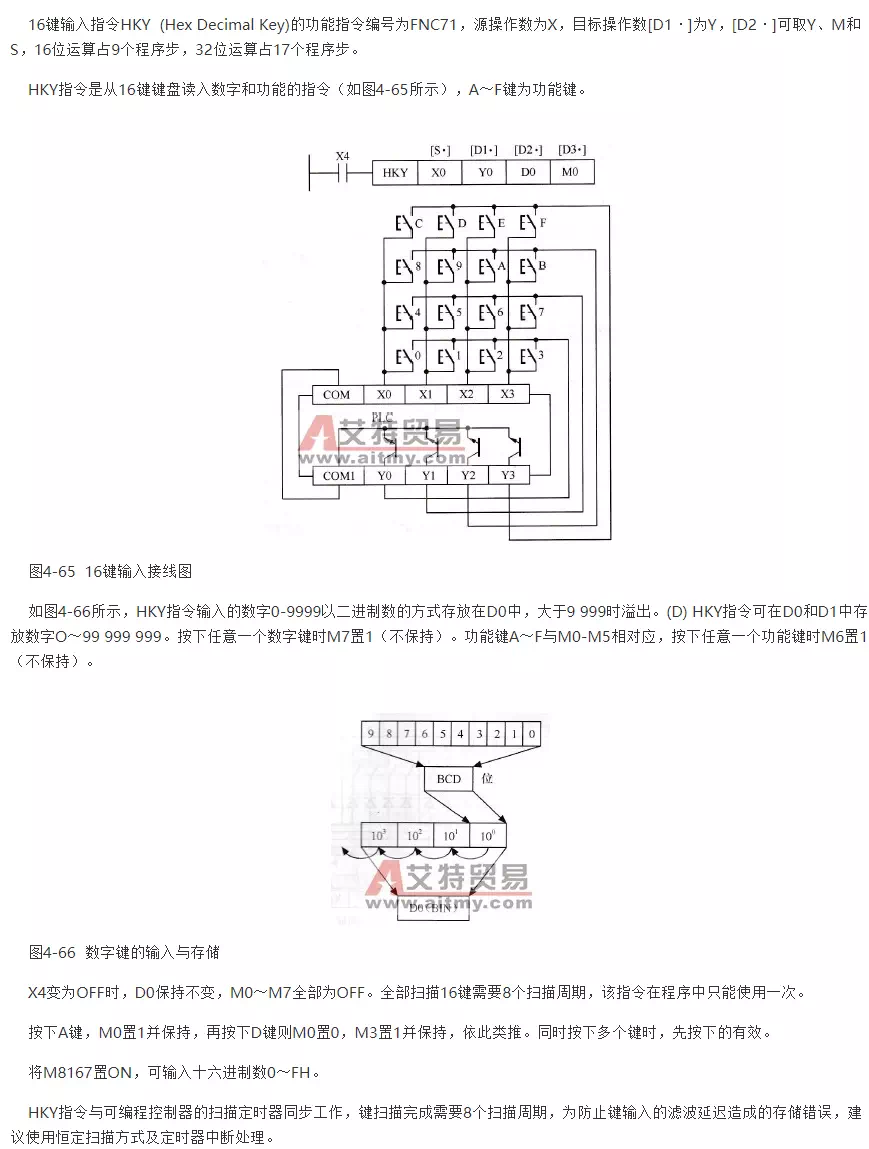 16键输入指令HKY (Hex Decimal Key)的功能指令编号为FNC71，源操作数为X，目标操作数[D1·]为Y，[D2·]可取Y、M和
S，16位运算占9个程序步，32位运算占17个程序步。
HKY指令是从16键键盘读入数字和功能的指令（如图4-65所示），A～F键为功能键。
[S·] [D1·] [D2·] [D3·]
X4
HKY X0 Y0 D0 M0
C D E F
8 9 A B
4 5 6 7
0 1 2 3
COM X0 X1 X2 X3
PLC
艾特贸易
www.aitmy.com
COM1 Y0 Y1 Y2 Y3
图4-65 16键输入接线图
如图4-66所示，HKY指令输入的数字0-9999以二进制数的方式存放在D0中，大于9 999时溢出。(D) HKY指令可在D0和D1中存
放数字O～99 999 999。按下任意一个数字键时M7置1（不保持）。功能键A～F与M0-M5相对应，按下任意一个功能键时M6置1
（不保持）。
9 8 7 6 5 4 3 2 1 0
BCD 位
10³ 10² 10¹ 10⁰
艾特贸易
www.aitmy.com
D0（BIN）
图4-66 数字键的输入与存储
X4变为OFF时，D0保持不变，M0～M7全部为OFF。全部扫描16键需要8个扫描周期，该指令在程序中只能使用一次。
按下A键，M0置1并保持，再按下D键则M0置0，M3置1并保持，依此类推。同时按下多个键时，先按下的有效。
将M8167置ON，可输入十六进制数0～FH。
HKY指令与可编程控制器的扫描定时器同步工作，键扫描完成需要8个扫描周期，为防止键输入的滤波延迟造成的存储错误，建
议使用恒定扫描方式及定时器中断处理。